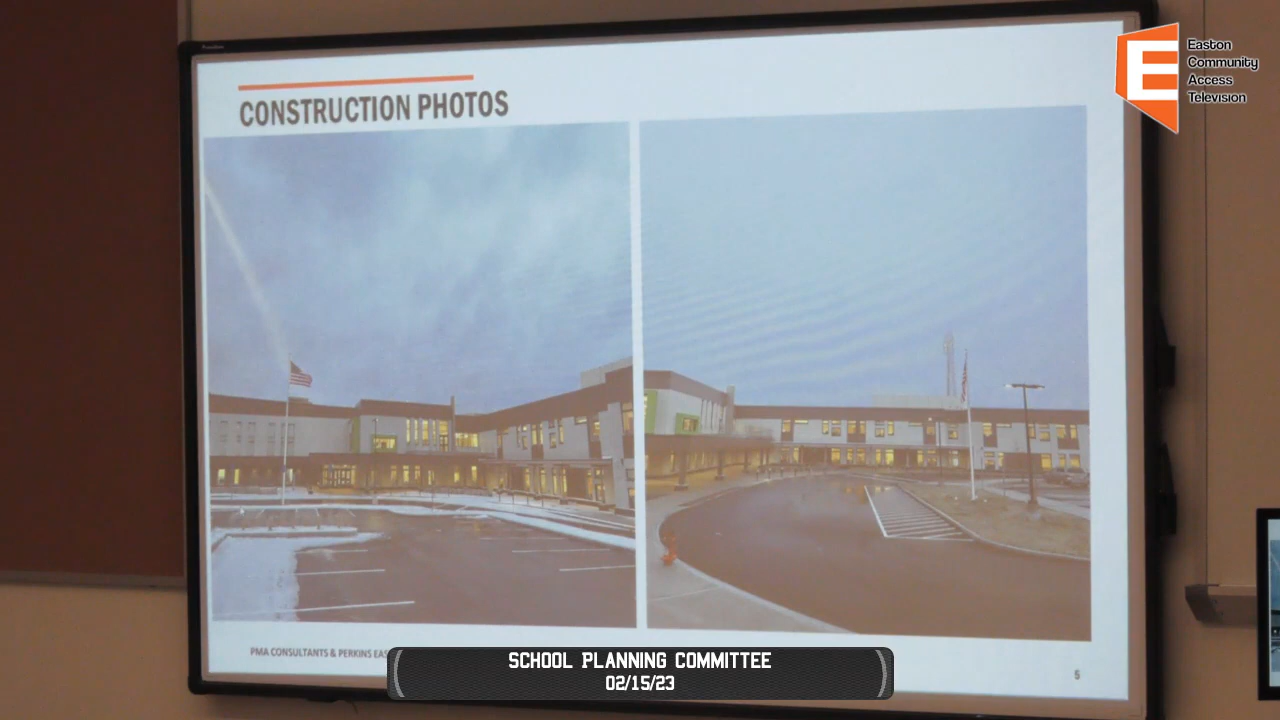 CONSTRUCTION PHOTOS
Easton
Community
Access
Television
PMA CONSULTANTS & PERKINS EAS
SCHOOL PLANNING COMMITTEE
02/15/23
5